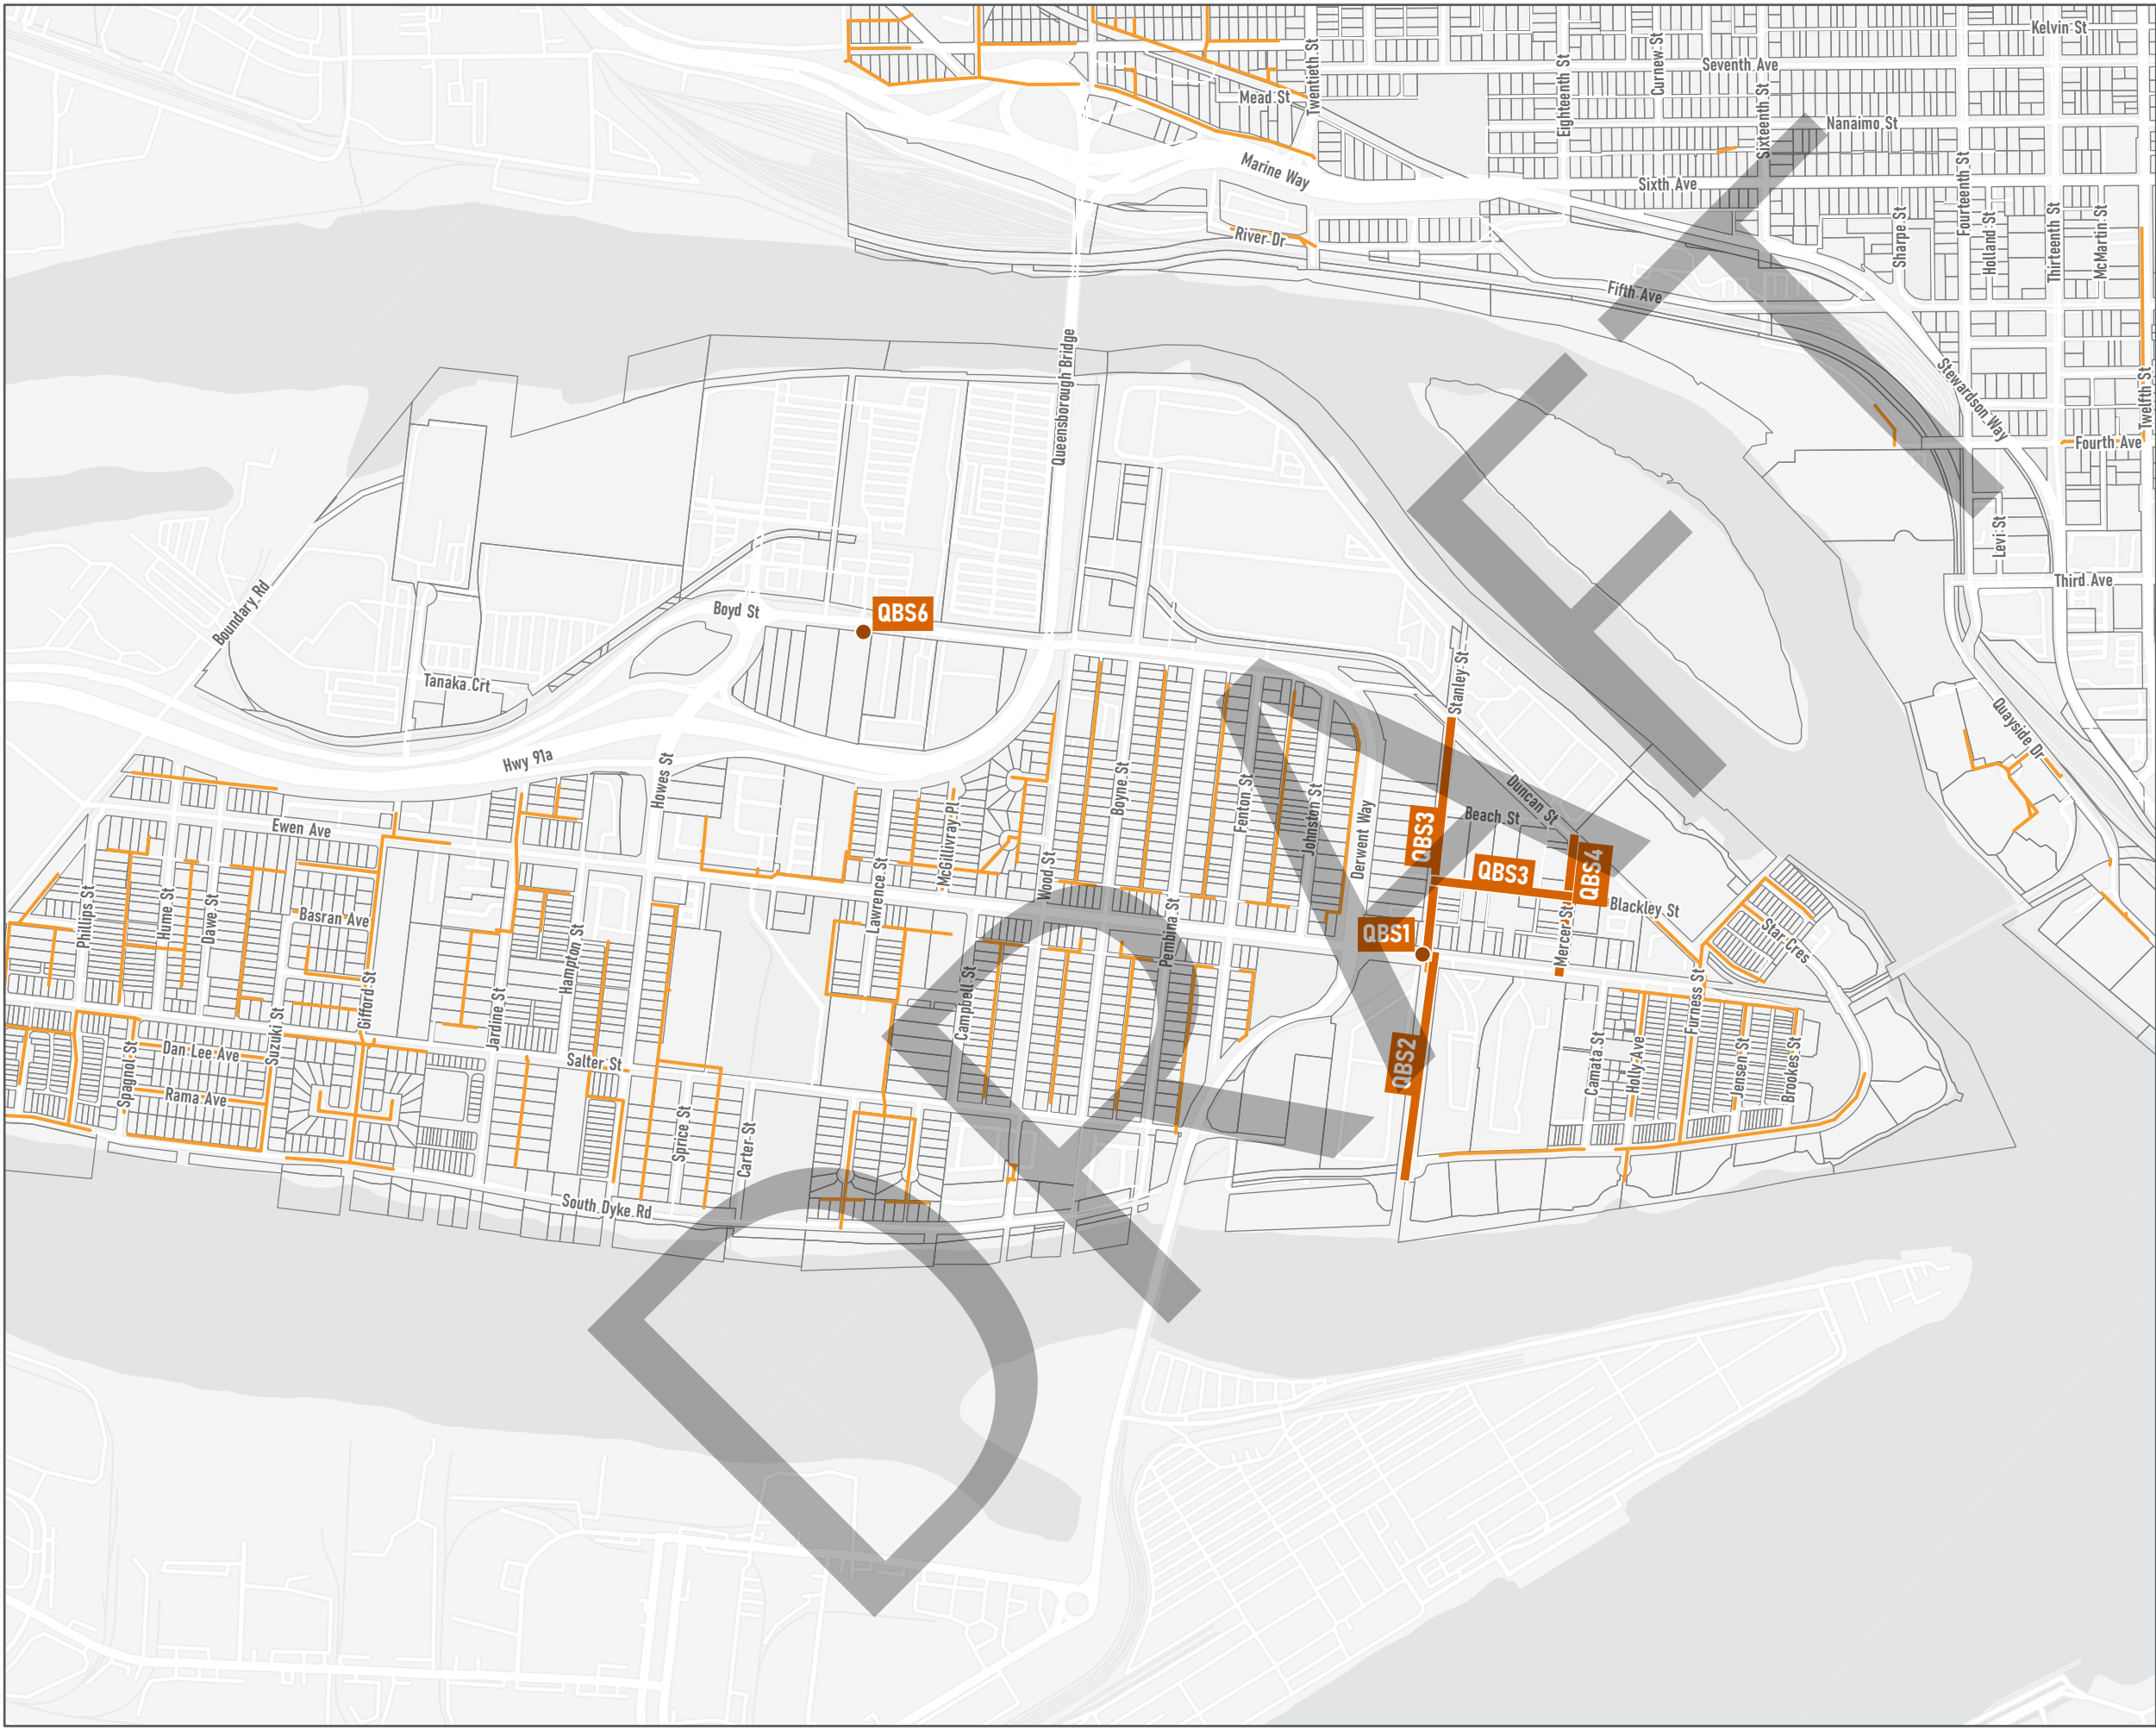 Kelvin St
Seventh Ave
Curnew St
Eighteenth St
Twentieth St
Sixteenth St
Mead St
Nanaimo St
Marine Way
Sixth Ave
Fourteenth St
Holland St
Sharpe St
Thirteenth St
McMartin St
River Dr
Fifth Ave
Queensborough Bridge
Stewardson Way
Twelfth St
Fourth Ave
Levi St
Third Ave
Boundary Rd
Boyd St
QBS6
Tanaka Crt
Stanley St
Quayside Dr
Hwy 91a
Howes St
Boyne St
Fenton St
Johnston St
Derwent Way
QBS3
Beach St
Duncan St
Ewen Ave
McGillivray Pl
Wood St
QBS3
QBS4
Blackley St
Phillips St
Hume St
Dawe St
Basran Ave
Lawrence St
Pembina St
QBS1
Mercer St
Star Cres
Gifford St
Hampton St
Jardine St
Campbell St
Furness St
Suzuki St
Dan Lee Ave
Spagnol St
Rama Ave
Salter St
QBS2
Camata St
Holly Ave
Jensen St
Brookes St
Sprice St
Carter St
South Dyke Rd
DRAFT